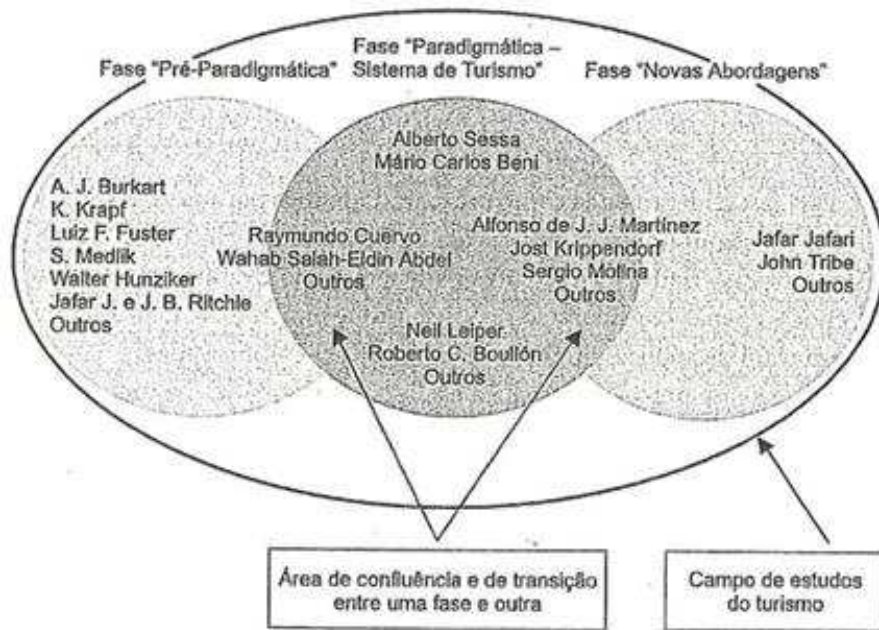 Fase "Pré-Paradigmática"
Fase "Paradigmática –
Sistema de Turismo"
Fase "Novas Abordagens"
A. J. Burkart
K. Krapf
Luiz F. Fuster
S. Medlik
Walter Hunziker
Jafar J. e J. B. Ritchle
Outros
Raymundo Cuervo
Wahab Salah-Eldin Abdel
Outros
Alberto Sessa
Mário Carlos Beni
Neil Leiper
Roberto C. Boullón
Outros
Alfonso de J. J. Martínez
Jost Krippendorf
Sergio Molina
Outros
Jafar Jafari
John Tribe
Outros
Área de confluência e de transição
entre uma fase e outra
Campo de estudos
do turismo